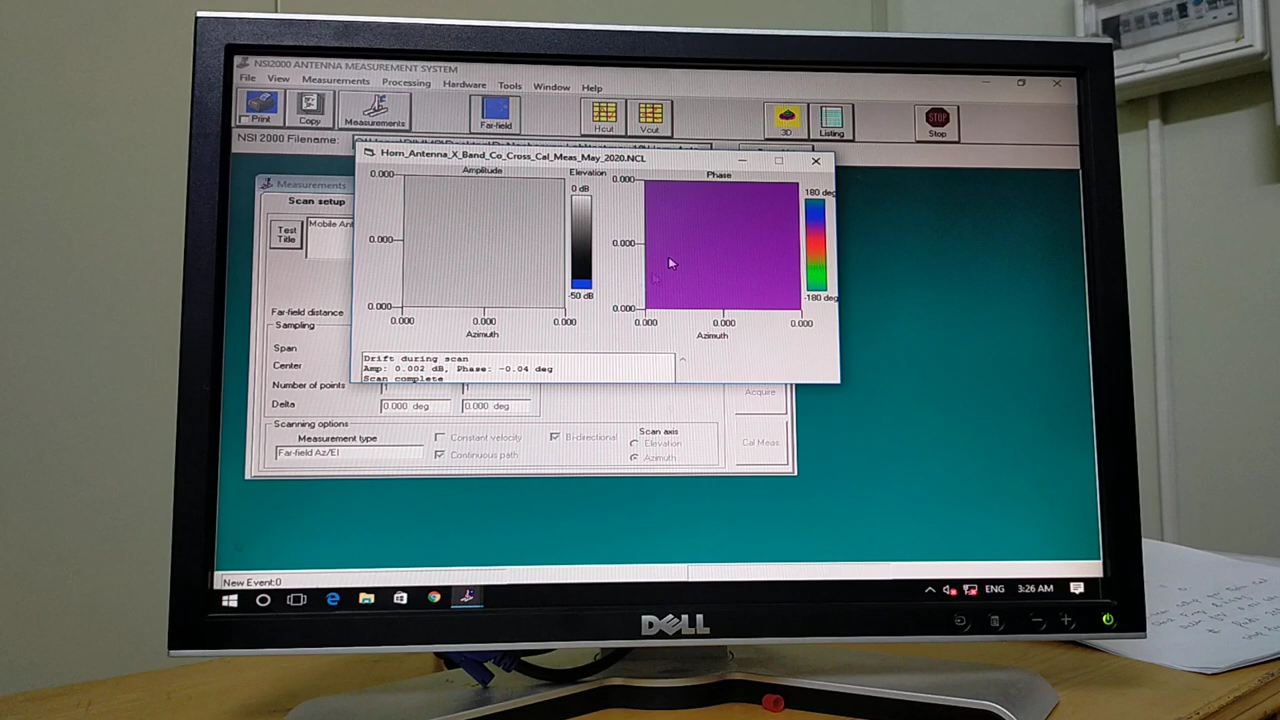 NSI2000 ANTENNA MEASUREMENT SYSTEM
File View Measurements Processing Hardware Tools Window Help
Print Copy Measurements Far-field Hcut Vcut 3D Listing STOP Stop
NSI 2000 Filename:
Horn_Antenna_X_Band_Co_Cross_Cal_Meas_May_2020.NCL
Amplitude Elevation Phase
0.000 0 dB 0.000 180 deg
0.000 0.000
0.000 -50 dB 0.000 -180 deg
0.000 0.000 0.000 0.000 0.000 0.000
Azimuth Azimuth
Drift during scan
Amp: 0.002 dB, Phase: -0.04 deg
Scan complete
Measurements
Scan setup
Test Title
Mobile Ant
Far-field distance
Sampling
Span
Center
Number of points 1 1
Delta 0.000 deg 0.000 deg
Acquire
Scanning options
Measurement type
Far-field Az/El
Constant velocity
Continuous path
Bi-directional
Scan axis
Elevation
Azimuth
Cal Meas
New Event:0
ENG 3:26 AM
DELL